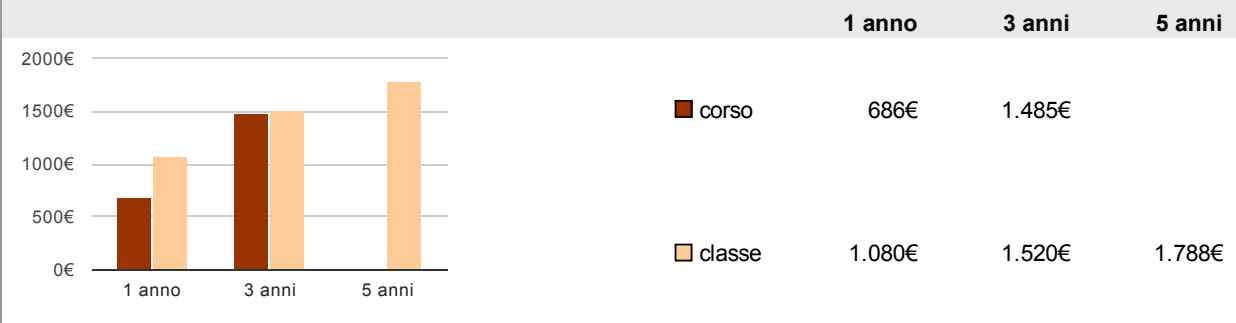 1 anno 3 anni 5 anni
2000€
1500€
1000€
500€
0€
1 anno 3 anni 5 anni
corso 686€ 1.485€
classe 1.080€ 1.520€ 1.788€